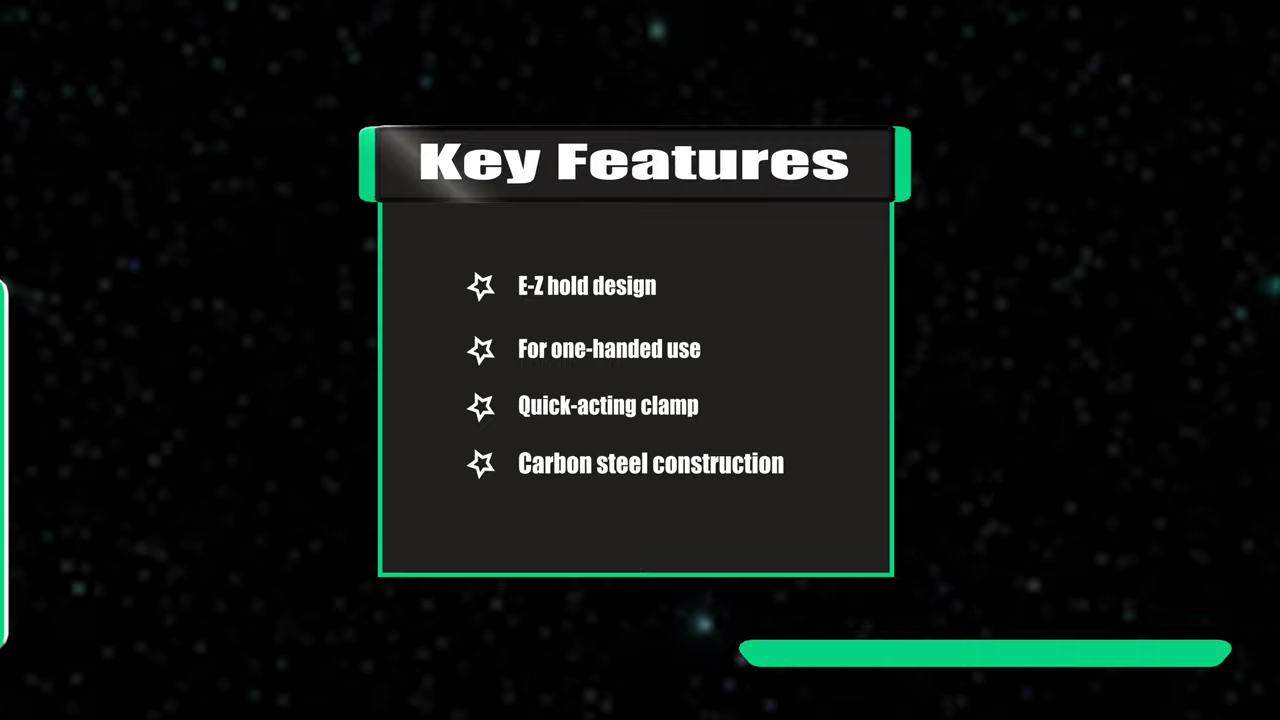 Key Features
E-Z hold design
For one-handed use
Quick-acting clamp
Carbon steel construction